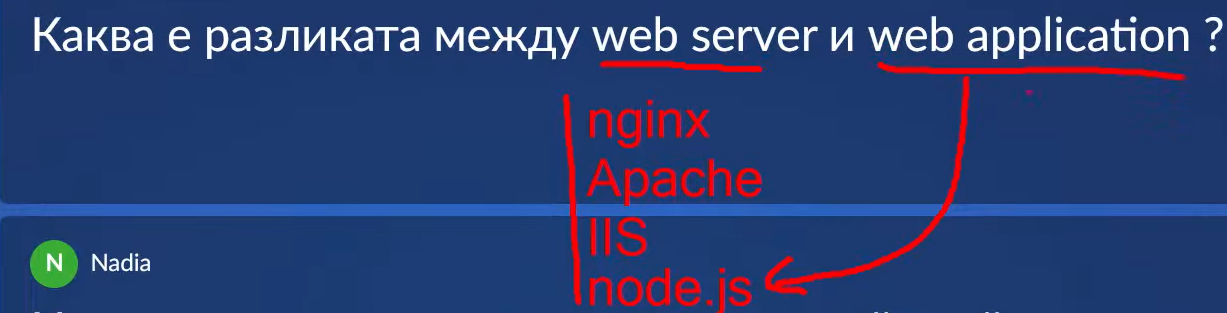 Каква е разликата между web server и web application ?
nginx
Apache
IIS
node.js
N Nadia